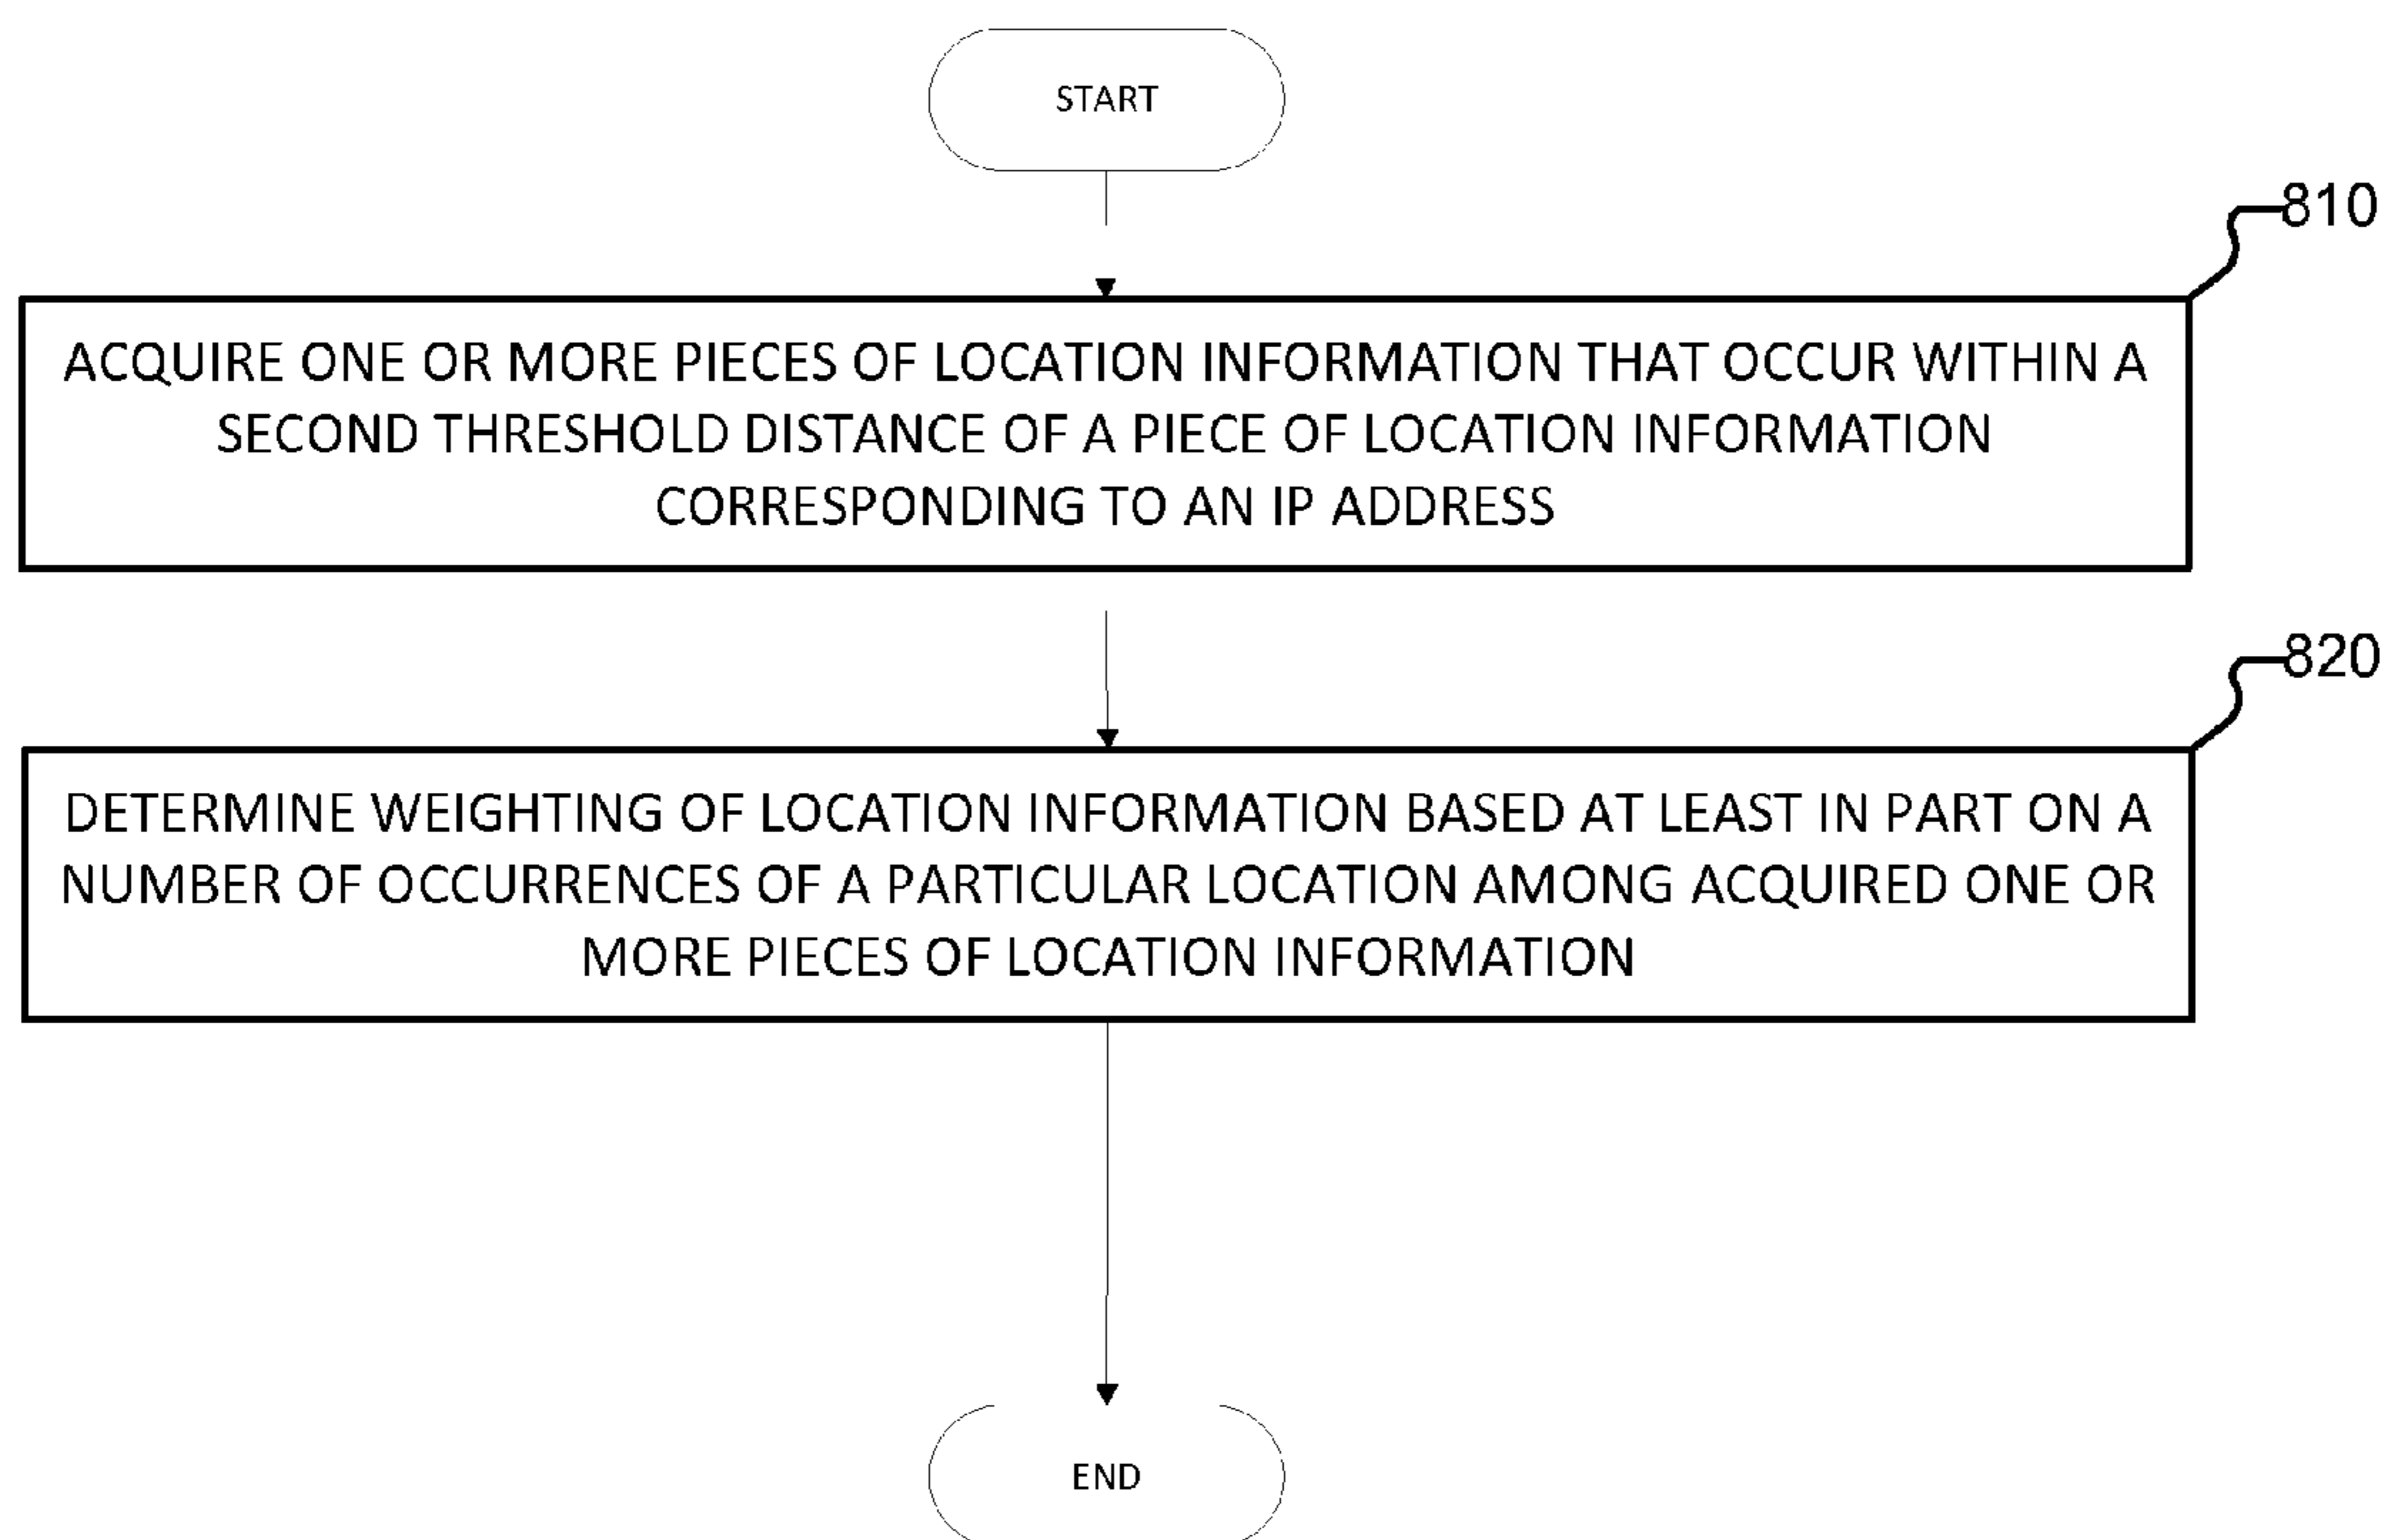 START
810
ACQUIRE ONE OR MORE PIECES OF LOCATION INFORMATION THAT OCCUR WITHIN A
SECOND THRESHOLD DISTANCE OF A PIECE OF LOCATION INFORMATION
CORRESPONDING TO AN IP ADDRESS
820
DETERMINE WEIGHTING OF LOCATION INFORMATION BASED AT LEAST IN PART ON A
NUMBER OF OCCURRENCES OF A PARTICULAR LOCATION AMONG ACQUIRED ONE OR
MORE PIECES OF LOCATION INFORMATION
END